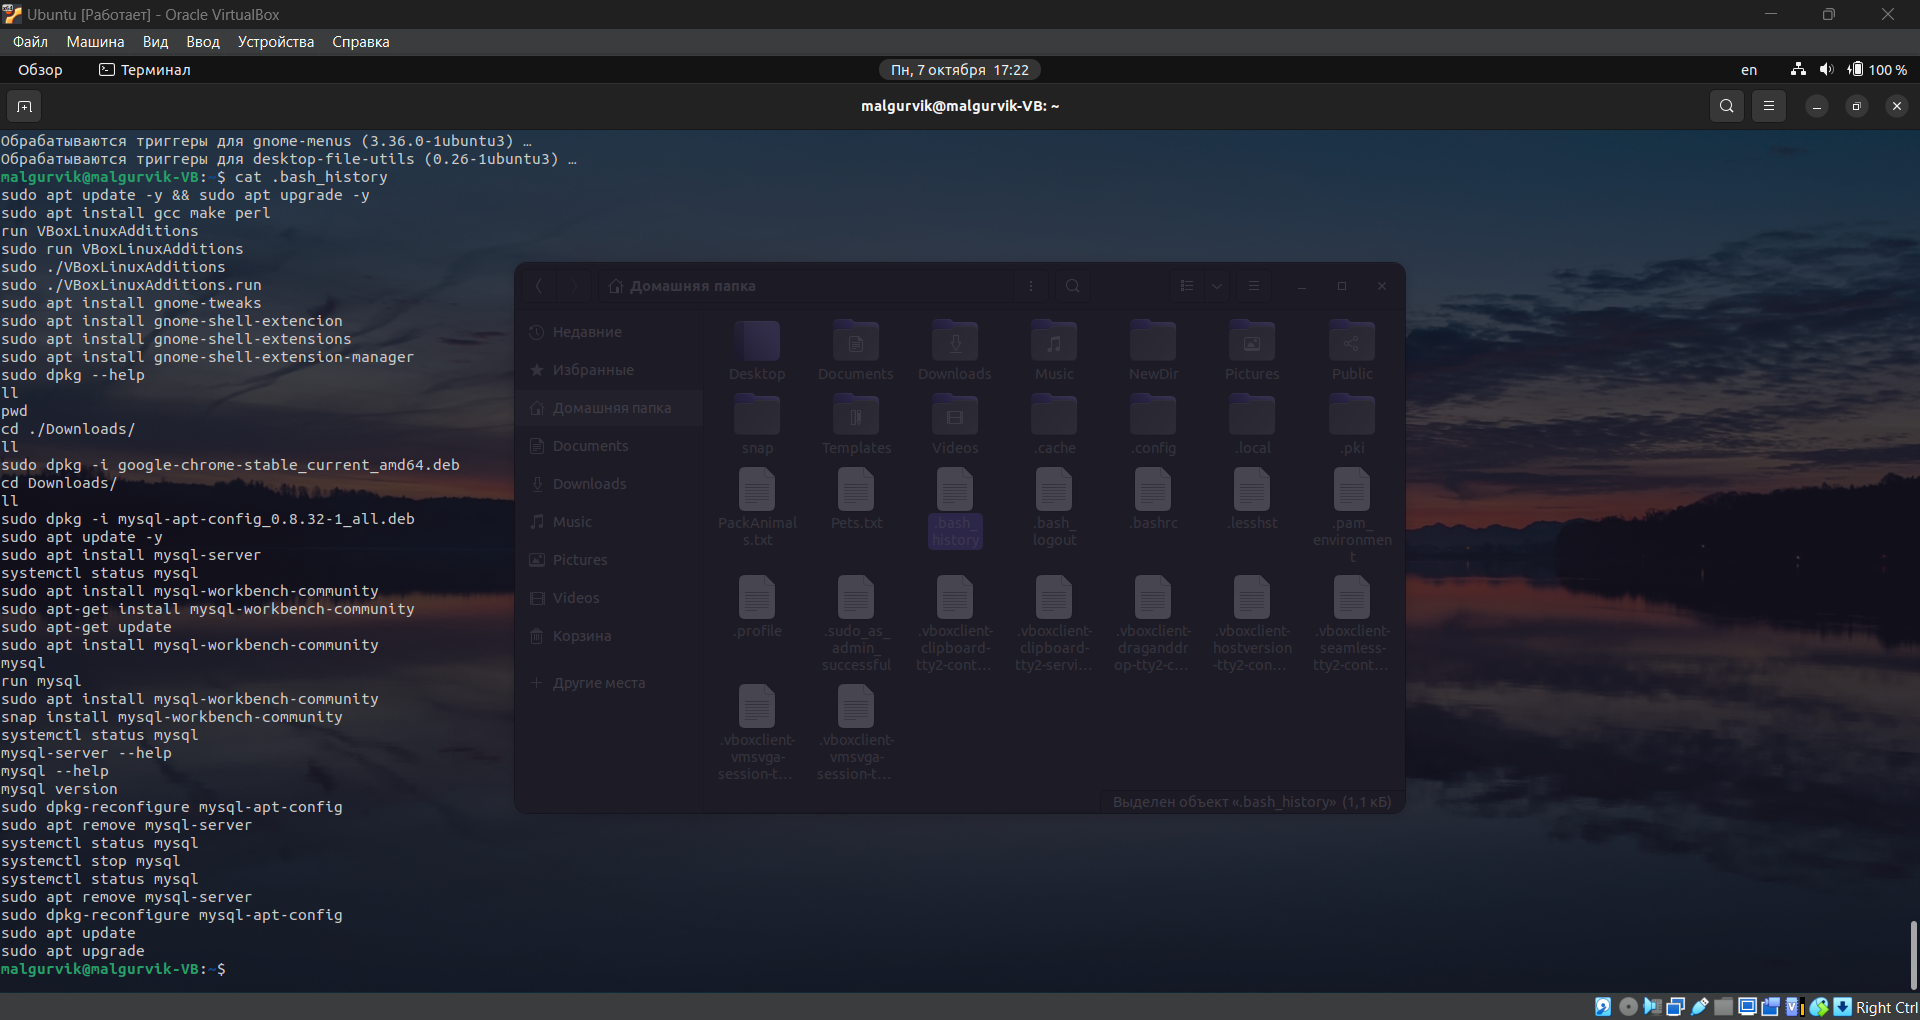 Ubuntu [Работает] - Oracle VirtualBox
Файл Машина Вид Ввод Устройства Справка
Обзор Терминал Пн, 7 октября 17:22 en 100 %
malgurvik@malgurvik-VB: ~
Обрабатываются триггеры для gnome-menus (3.36.0-1ubuntu3) …
Обрабатываются триггеры для desktop-file-utils (0.26-1ubuntu3) …
malgurvik@malgurvik-VB:~$ cat .bash_history
sudo apt update -y && sudo apt upgrade -y
sudo apt install gcc make perl
run VBoxLinuxAdditions
sudo run VBoxLinuxAdditions
sudo ./VBoxLinuxAdditions
sudo ./VBoxLinuxAdditions.run
sudo apt install gnome-tweaks
sudo apt install gnome-shell-extencion
sudo apt install gnome-shell-extensions
sudo apt install gnome-shell-extension-manager
sudo dpkg --help
ll
pwd
cd ./Downloads/
ll
sudo dpkg -i google-chrome-stable_current_amd64.deb
cd Downloads/
ll
sudo dpkg -i mysql-apt-config_0.8.32-1_all.deb
sudo apt update -y
sudo apt install mysql-server
systemctl status mysql
sudo apt install mysql-workbench-community
sudo apt-get install mysql-workbench-community
sudo apt-get update
sudo apt install mysql-workbench-community
mysql
run mysql
sudo apt install mysql-workbench-community
snap install mysql-workbench-community
systemctl status mysql
mysql-server --help
mysql --help
mysql version
sudo dpkg-reconfigure mysql-apt-config
sudo apt remove mysql-server
systemctl status mysql
systemctl stop mysql
systemctl status mysql
sudo apt remove mysql-server
sudo dpkg-reconfigure mysql-apt-config
sudo apt update
sudo apt upgrade
malgurvik@malgurvik-VB:~$
Домашняя папка
Недавние
Избранные
Домашняя папка
Documents
Downloads
Music
Pictures
Videos
Корзина
Другие места
Desktop Documents Downloads Music NewDir Pictures Public
snap Templates Videos .cache .config .local .pki
PackAnimal Pets.txt .bash_ .bash_ .bashrc .lesshst .pam_
s.txt history logout environmen
t
.profile .sudo_as_ .vboxclient- .vboxclient- .vboxclient- .vboxclient- .vboxclient-
admin_ clipboard- clipboard- draganddr hostversion seamless-
successful tty2-cont... tty2-servi... op-tty2-c... -tty2-con... tty2-cont...
.vboxclient- .vboxclient-
vmsvga- vmsvga-
session-t... session-t...
Выделен объект «.bash_history» (1,1 кБ)
Right Ctrl